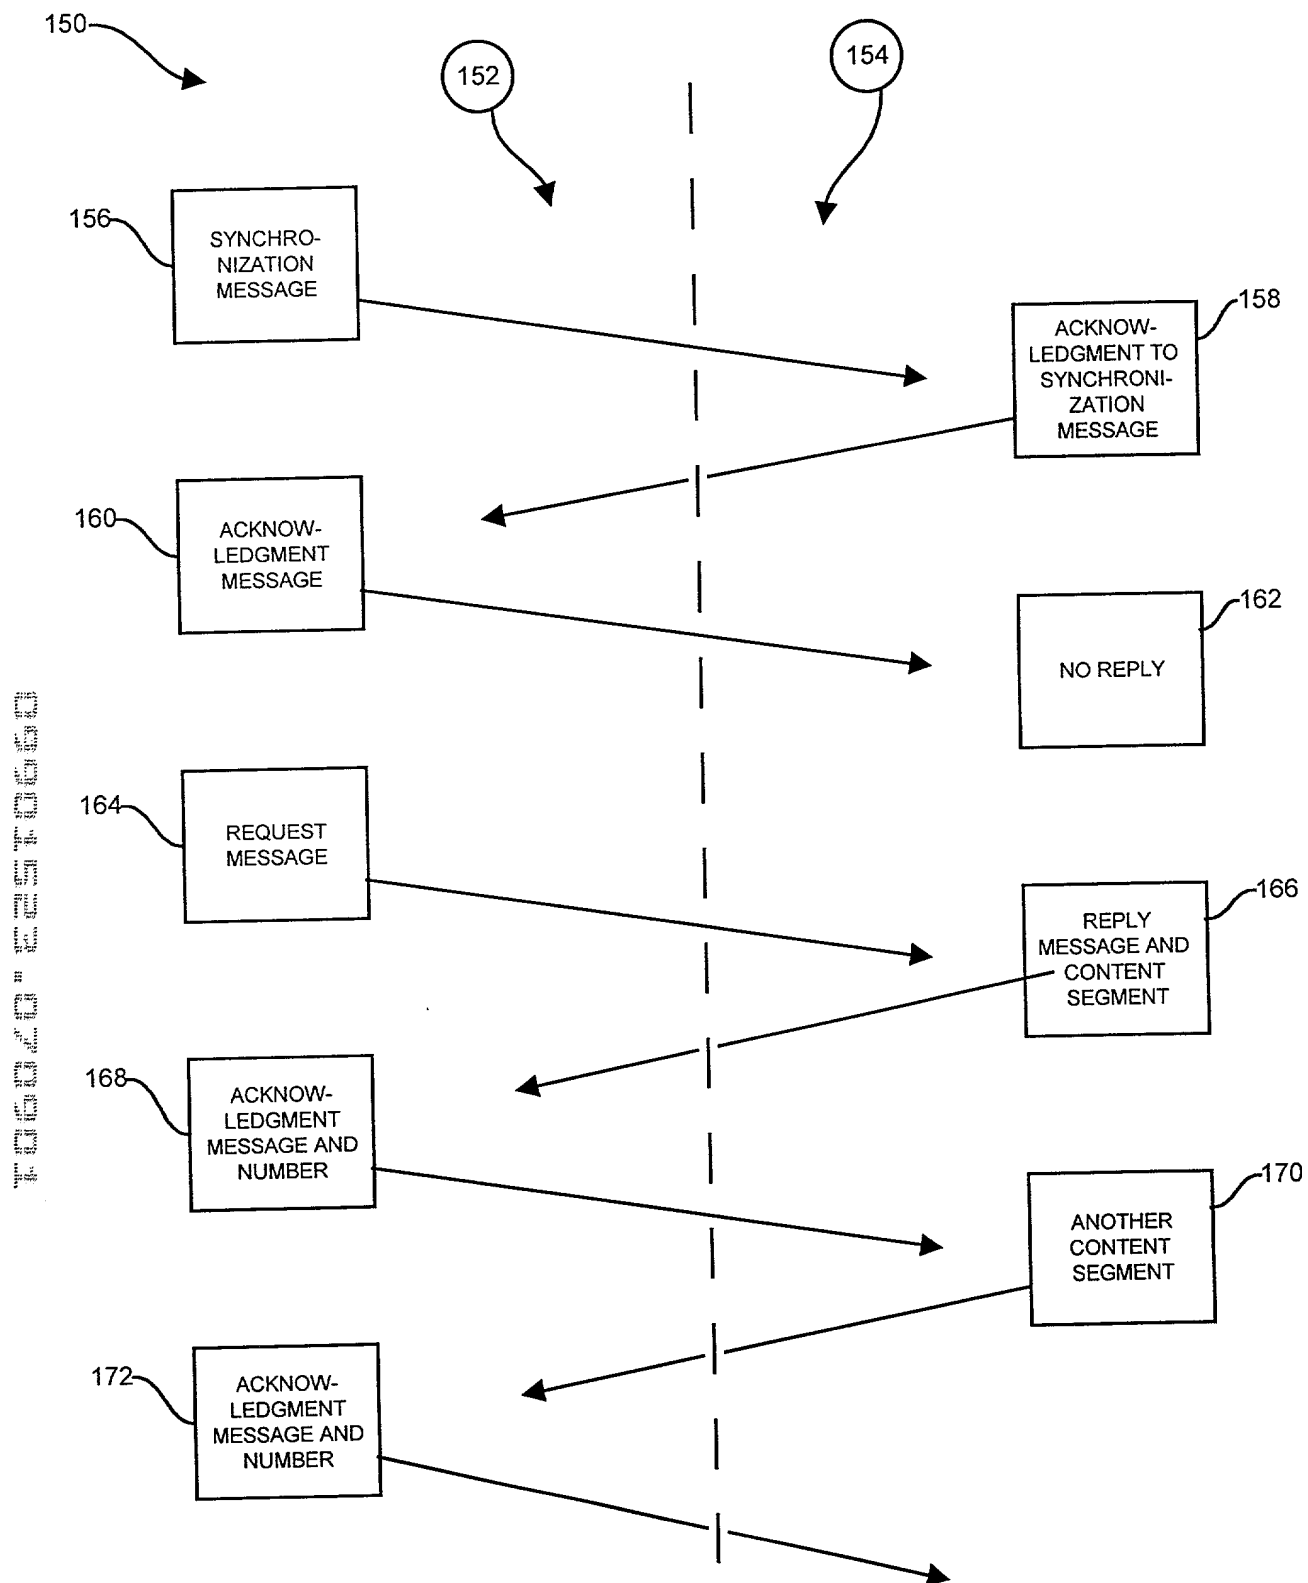 150
152
154
156
SYNCHRO-
NIZATION
MESSAGE
158
ACKNOW-
LEDGMENT TO
SYNCHRONI-
ZATION
MESSAGE
160
ACKNOW-
LEDGMENT
MESSAGE
162
NO REPLY
164
REQUEST
MESSAGE
166
REPLY
MESSAGE AND
CONTENT
SEGMENT
168
ACKNOW-
LEDGMENT
MESSAGE AND
NUMBER
170
ANOTHER
CONTENT
SEGMENT
172
ACKNOW-
LEDGMENT
MESSAGE AND
NUMBER
09901523.070901